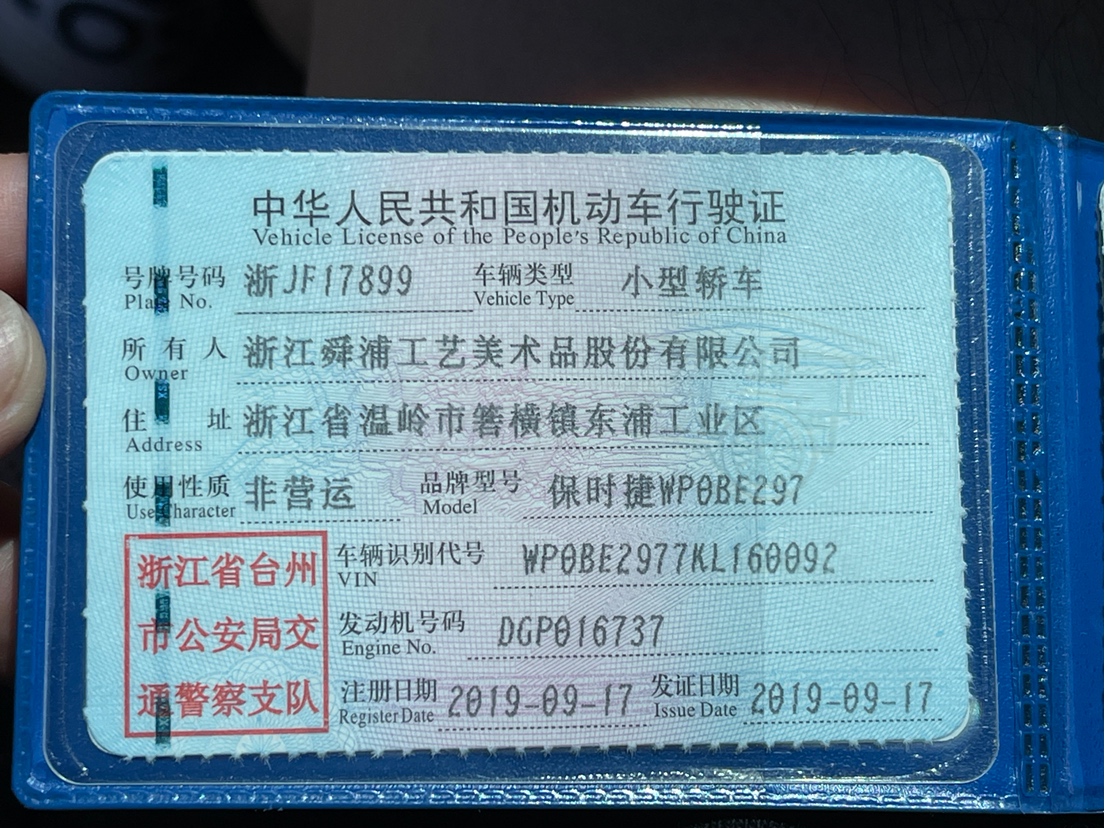 中华人民共和国机动车行驶证
Vehicle License of the People's Republic of China
号牌号码 浙JF17899 车辆类型 小型轿车
Plate No. Vehicle Type
所有人 浙江舜浦工艺美术品股份有限公司
Owner
住址 浙江省温岭市箬横镇东浦工业区
Address
使用性质 非营运 品牌型号 保时捷WP0BE297
Use Character Model
车辆识别代号 WP0BE2977KL160092
VIN
发动机号码 DGP016737
Engine No.
注册日期 2019-09-17 发证日期 2019-09-17
Register Date Issue Date
浙江省台州
市公安局交
通警察支队